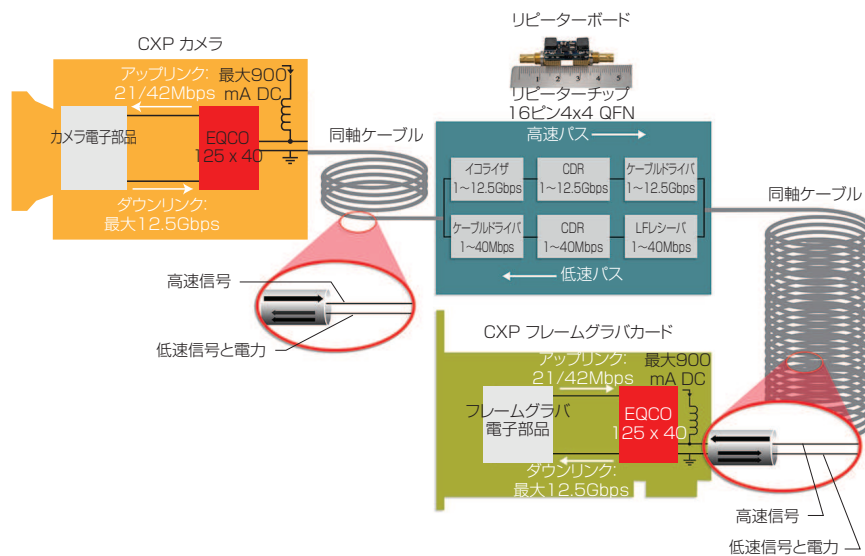 CXP カメラ
アップリンク:
21/42Mbps
最大900
mA DC
カメラ電子部品
EQCO
125 x 40
ダウンリンク:
最大12.5Gbps
同軸ケーブル
高速信号
低速信号と電力
リピーターボード
1 2 3 4 5
リピーターチップ
16ピン4x4 QFN
高速パス
イコライザ
1~12.5Gbps
CDR
1~12.5Gbps
ケーブルドライバ
1~12.5Gbps
ケーブルドライバ
1~40Mbps
CDR
1~40Mbps
LFレシーバ
1~40Mbps
低速パス
同軸ケーブル
CXP フレームグラバカード
アップリンク:
21/42Mbps
最大900
mA DC
フレームグラバ
電子部品
EQCO
125 x 40
ダウンリンク:
最大12.5Gbps
高速信号
低速信号と電力